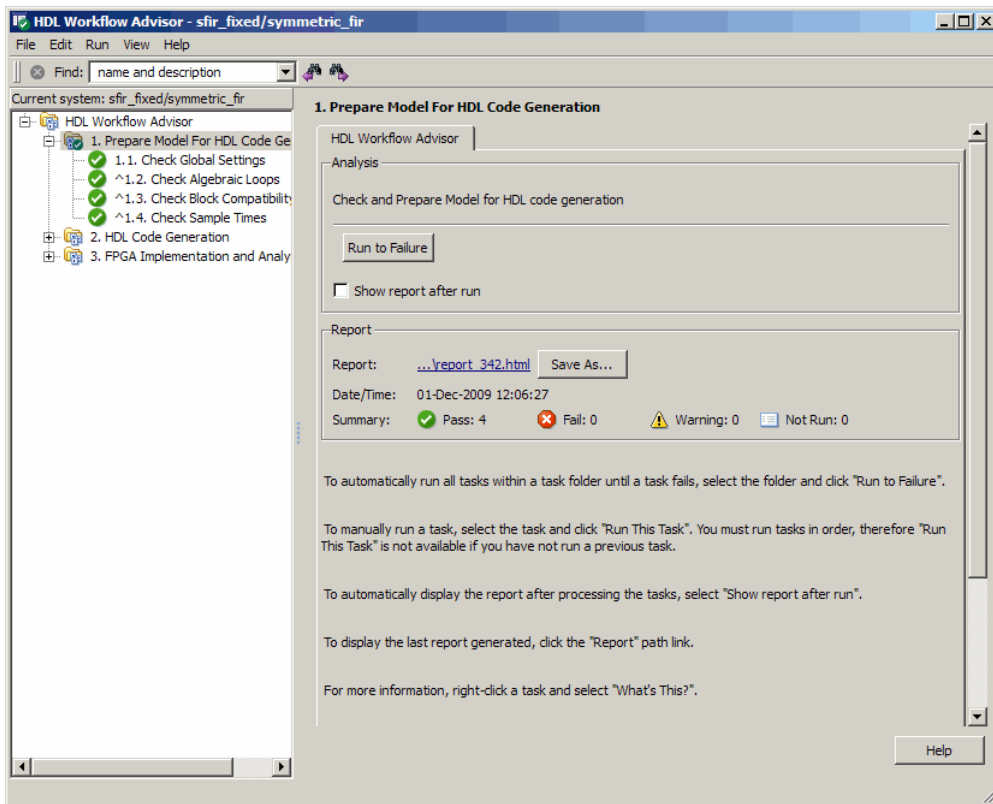 HDL Workflow Advisor - sfir_fixed/symmetric_fir
File Edit Run View Help
Find: name and description
Current system: sfir_fixed/symmetric_fir
HDL Workflow Advisor
1. Prepare Model For HDL Code Ge
1.1. Check Global Settings
^1.2. Check Algebraic Loops
^1.3. Check Block Compatibility
^1.4. Check Sample Times
2. HDL Code Generation
3. FPGA Implementation and Analy
1. Prepare Model For HDL Code Generation
HDL Workflow Advisor
Analysis
Check and Prepare Model for HDL code generation
Run to Failure
Show report after run
Report
Report: ...\report_342.html Save As...
Date/Time: 01-Dec-2009 12:06:27
Summary: Pass: 4 Fail: 0 Warning: 0 Not Run: 0
To automatically run all tasks within a task folder until a task fails, select the folder and click "Run to Failure".
To manually run a task, select the task and click "Run This Task". You must run tasks in order, therefore "Run
This Task" is not available if you have not run a previous task.
To automatically display the report after processing the tasks, select "Show report after run".
To display the last report generated, click the "Report" path link.
For more information, right-click a task and select "What's This?".
Help